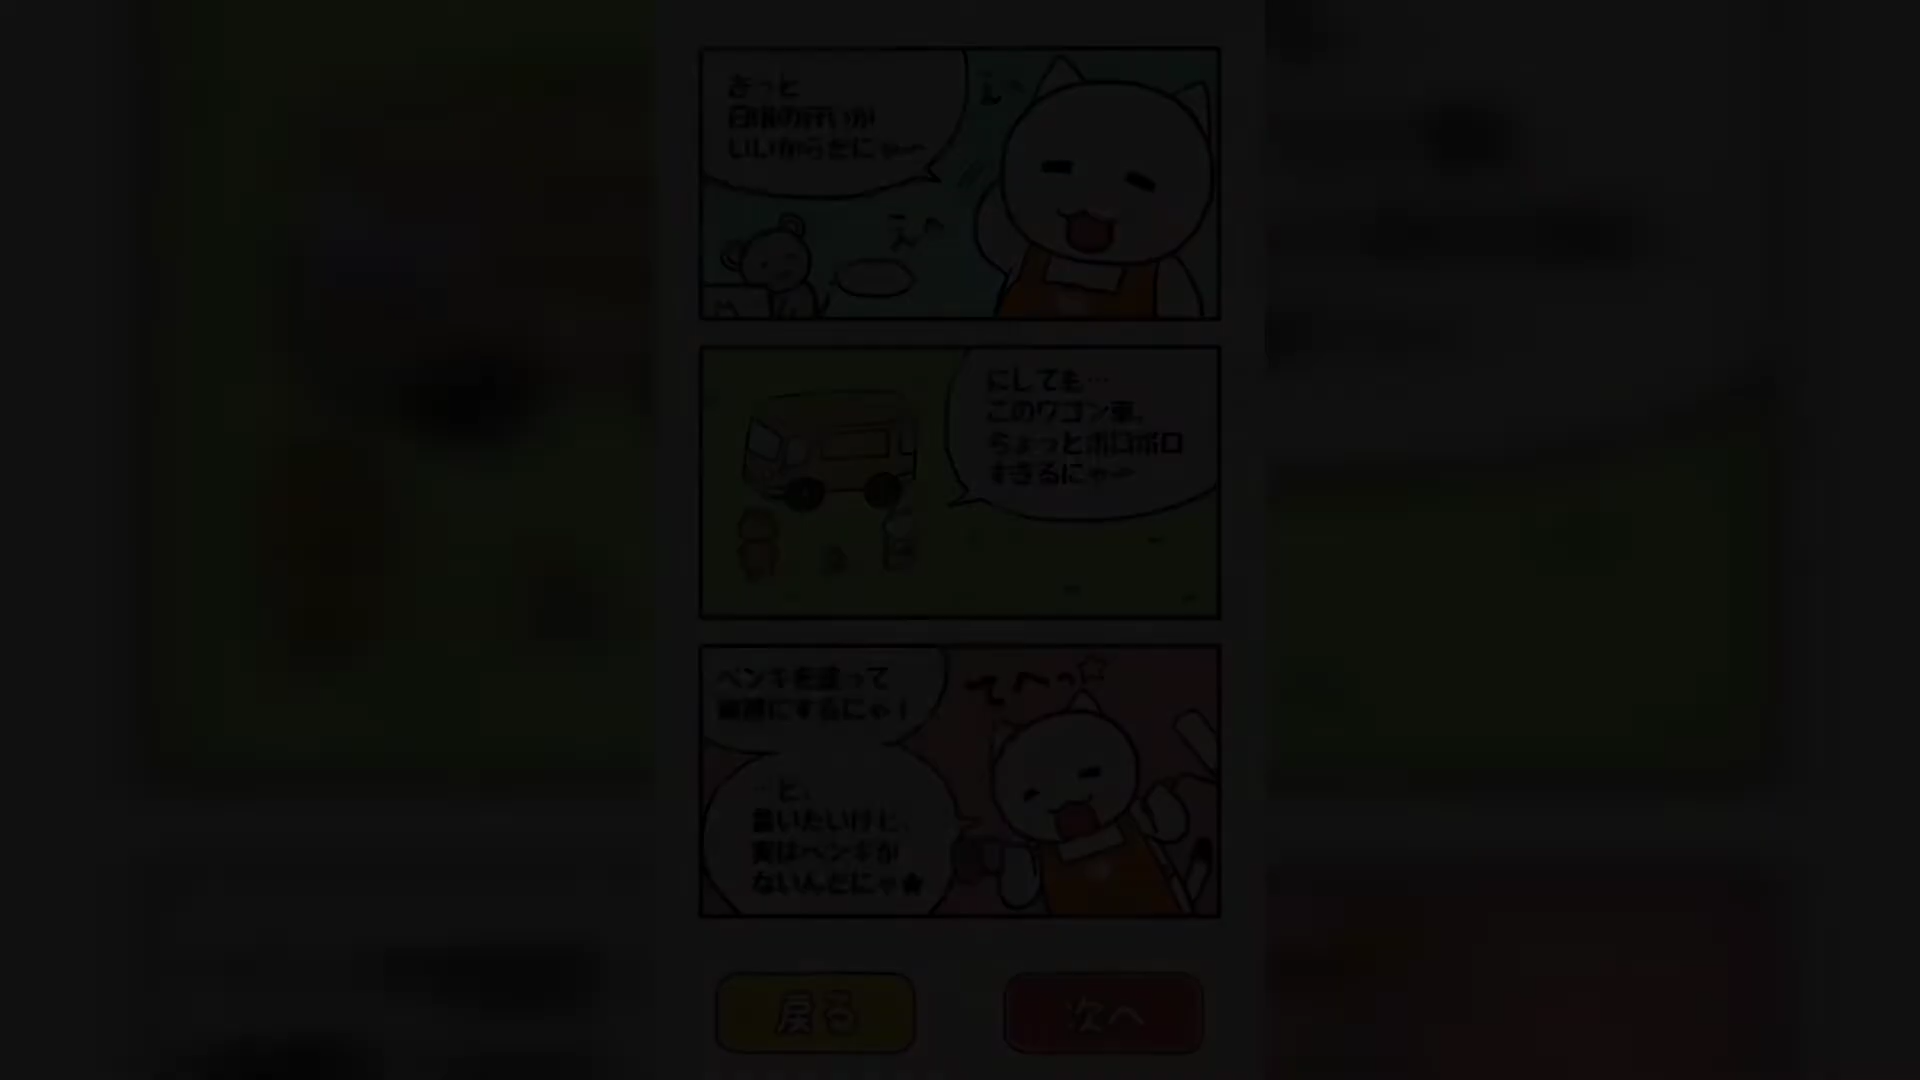 きっと
日頃の行いが
いいからだにゃ〜
にしても…
このワゴン車、
ちょっとボロボロ
すぎるにゃ〜
ペンキを塗って
綺麗にするにゃ！
てへっ☆
…と、
言いたいけど、
実はペンキが
ないんだにゃ★
戻る
次へ